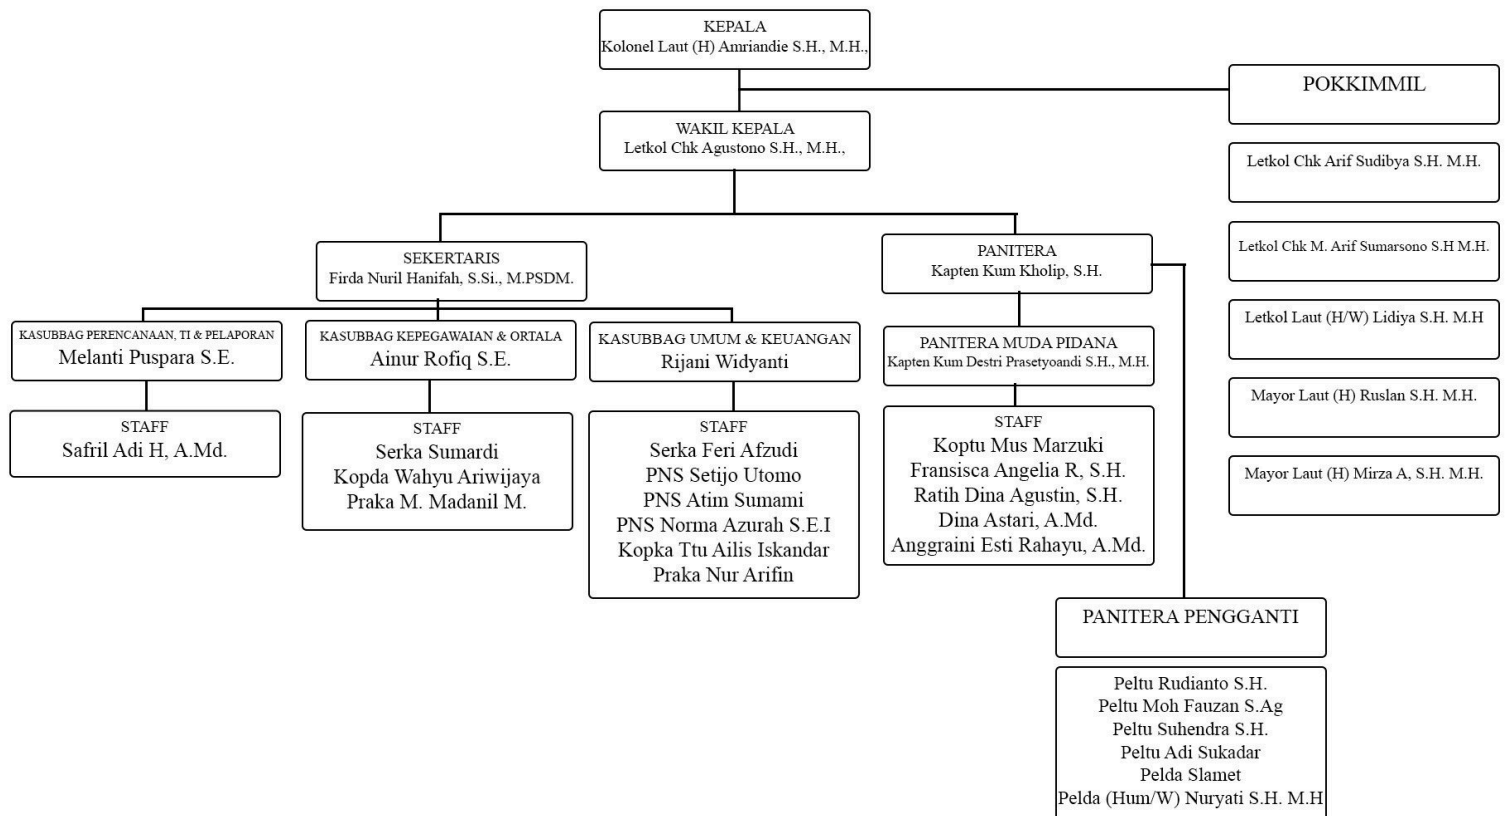 KEPALA
Kolonel Laut (H) Amriandie S.H., M.H.,
POKKIMMIL
WAKIL KEPALA
Letkol Chk Agustono S.H., M.H.,
Letkol Chk Arif Sudibya S.H. M.H.
Letkol Chk M. Arif Sumarsono S.H M.H.
Letkol Laut (H/W) Lidiya S.H. M.H
Mayor Laut (H) Ruslan S.H. M.H.
Mayor Laut (H) Mirza A, S.H. M.H.
SEKERTARIS
Firda Nuril Hanifah, S.Si., M.PSDM.
PANITERA
Kapten Kum Kholip, S.H.
KASUBBAG PERENCANAAN, TI & PELAPORAN
Melanti Puspara S.E.
KASUBBAG KEPEGAWAIAN & ORTALA
Ainur Rofiq S.E.
KASUBBAG UMUM & KEUANGAN
Rijani Widyanti
PANITERA MUDA PIDANA
Kapten Kum Destri Prasetyoandi S.H., M.H.
STAFF
Safril Adi H, A.Md.
STAFF
Serka Sumardi
Kopda Wahyu Ariwijaya
Praka M. Madanil M.
STAFF
Serka Feri Afzudi
PNS Setijo Utomo
PNS Atim Sumami
PNS Norma Azurah S.E.I
Kopka Ttu Ailis Iskandar
Praka Nur Arifin
STAFF
Koptu Mus Marzuki
Fransisca Angelia R, S.H.
Ratih Dina Agustin, S.H.
Dina Astari, A.Md.
Anggraini Esti Rahayu, A.Md.
PANITERA PENGGANTI
Peltu Rudianto S.H.
Peltu Moh Fauzan S.Ag
Peltu Suhendra S.H.
Peltu Adi Sukadar
Pelda Slamet
Pelda (Hum/W) Nuryati S.H. M.H